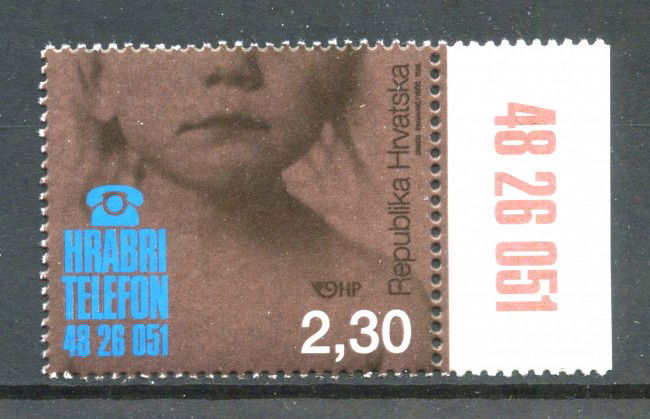 Republika Hrvatska
HRABRI
TELEFON
48 26 051
HP
2,30
48 26 051